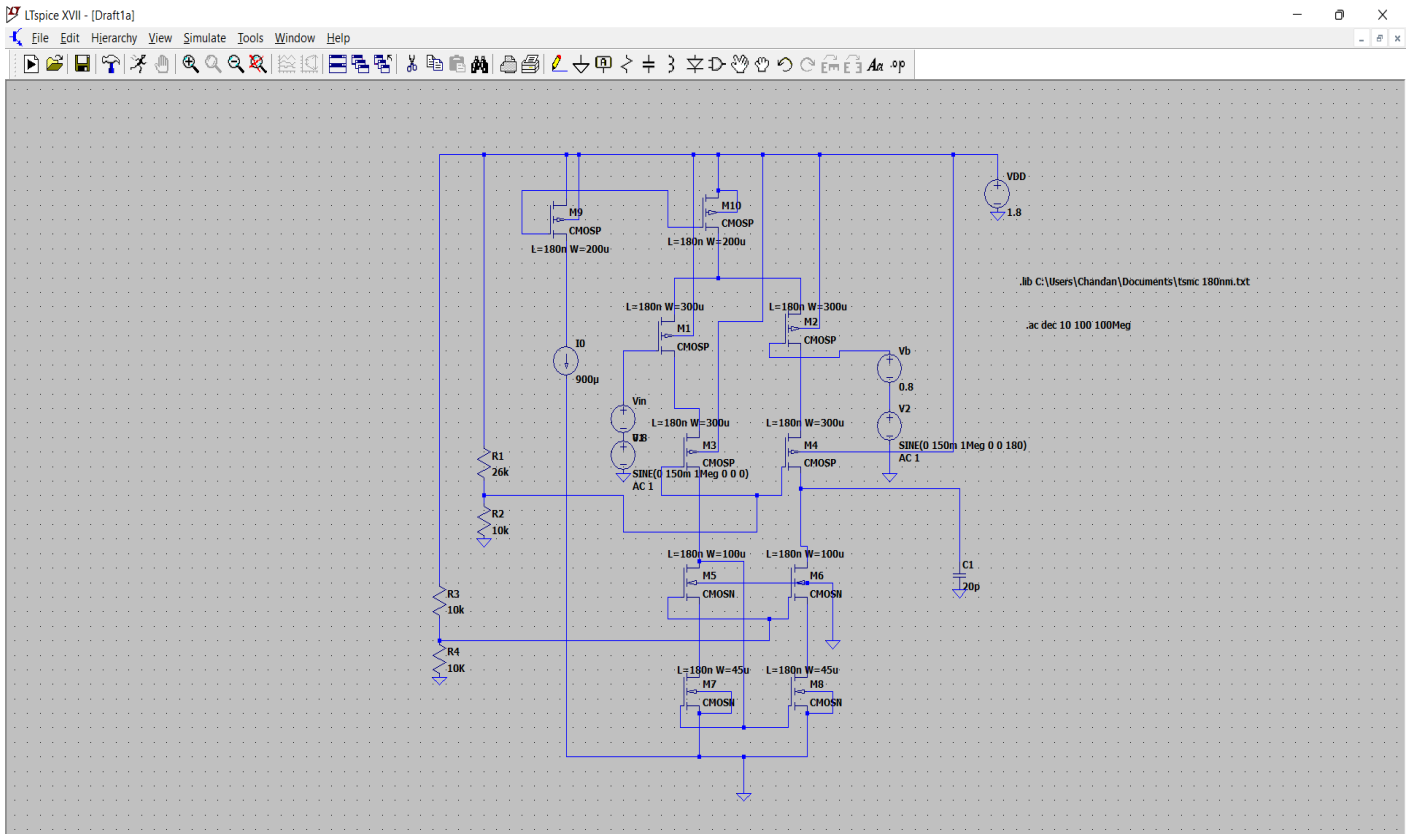 LTspice XVII - [Draft1a]
File Edit Hierarchy View Simulate Tools Window Help
VDD
1.8
M9
CMOSP
L=180n W=200u
M10
CMOSP
L=180n W=200u
.lib C:\Users\Chandan\Documents\tsmc 180nm.txt
.ac dec 10 100 100Meg
L=180n W=300u
M1
CMOSP
L=180n W=300u
M2
CMOSP
I0
900µ
Vb
0.8
Vin
V2
SINE(0 150m 1Meg 0 0 180)
AC 1
L=180n W=300u
M3
CMOSP
L=180n W=300u
M4
CMOSP
SINE(0 150m 1Meg 0 0 0)
AC 1
R1
26k
R2
10k
L=180n W=100u
M5
CMOSN
L=180n W=100u
M6
CMOSN
C1
20p
R3
10k
R4
10K
L=180n W=45u
M7
CMOSN
L=180n W=45u
M8
CMOSN